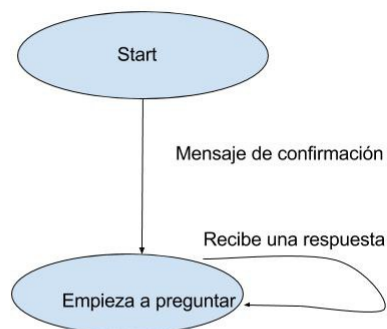 Start
Mensaje de confirmación
Recibe una respuesta
Empieza a preguntar